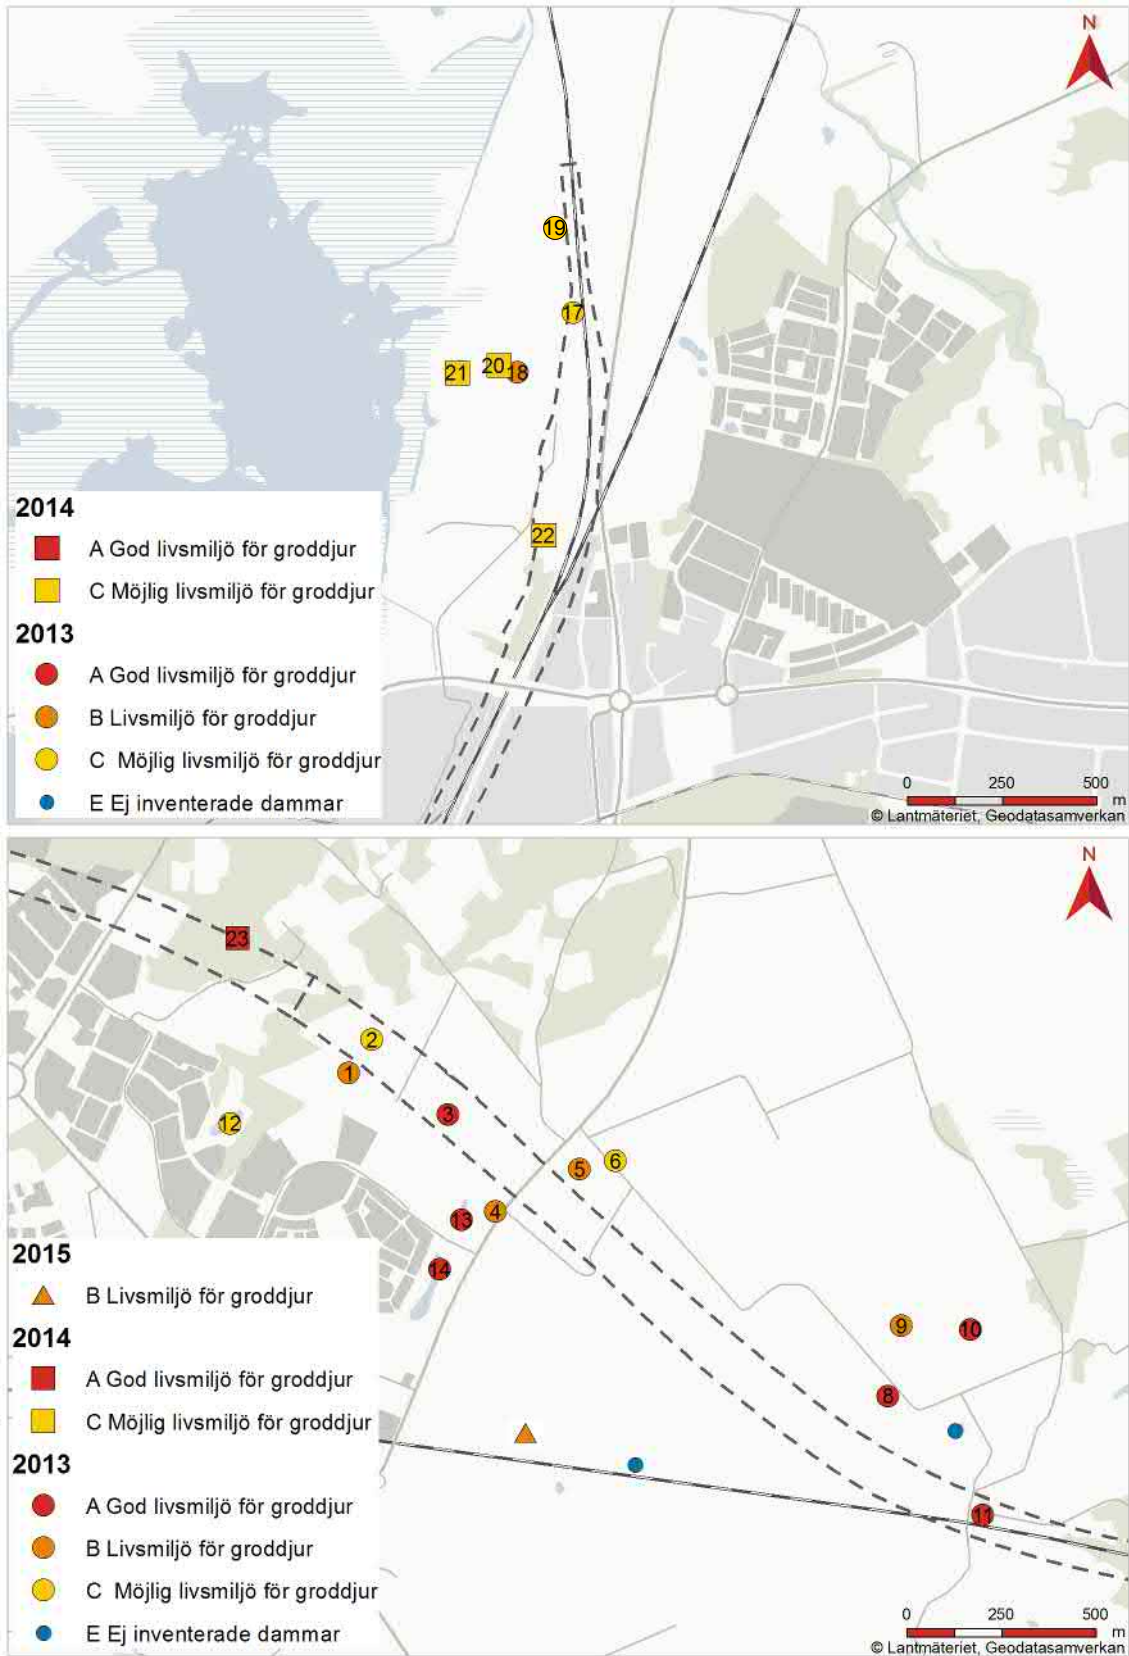 N
19
17
21
20
18
22
2014
A God livsmiljö för groddjur
C Möjlig livsmiljö för groddjur
2013
A God livsmiljö för groddjur
B Livsmiljö för groddjur
C Möjlig livsmiljö för groddjur
E Ej inventerade dammar
0 250 500
m
© Lantmäteriet, Geodatasamverkan
N
23
2
1
3
12
5
6
4
13
14
9
10
8
11
2015
B Livsmiljö för groddjur
2014
A God livsmiljö för groddjur
C Möjlig livsmiljö för groddjur
2013
A God livsmiljö för groddjur
B Livsmiljö för groddjur
C Möjlig livsmiljö för groddjur
E Ej inventerade dammar
0 250 500
m
© Lantmäteriet, Geodatasamverkan